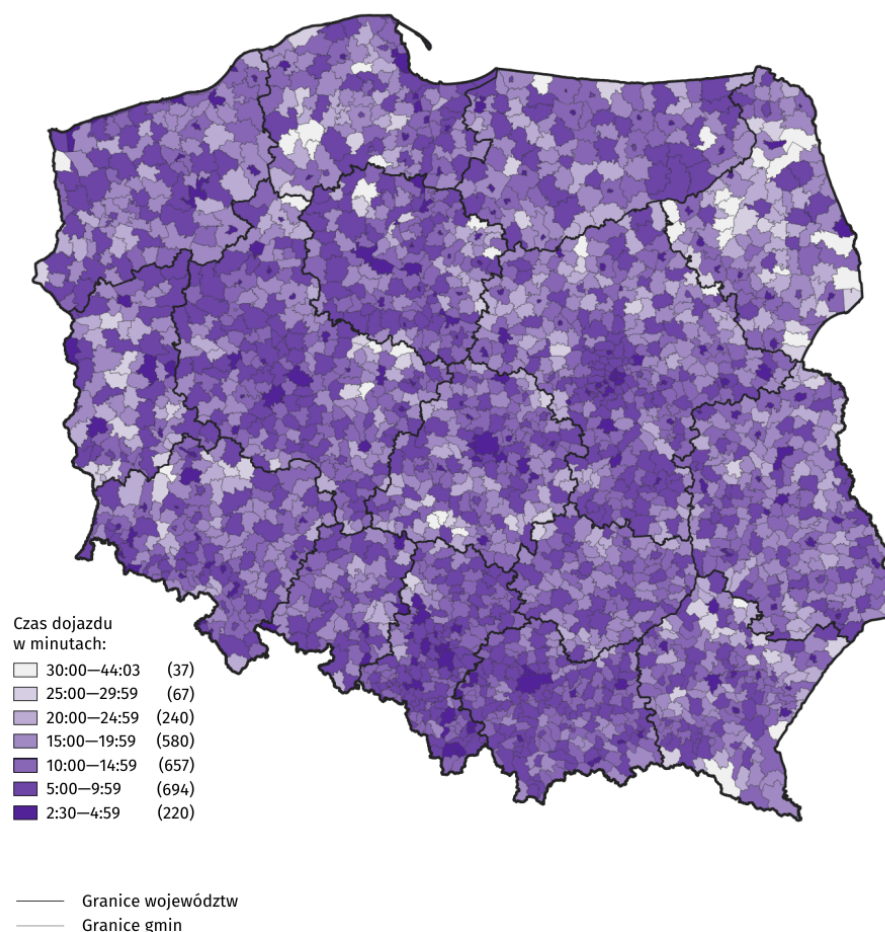 Czas dojazdu
w minutach:
30:00—44:03 (37)
25:00—29:59 (67)
20:00—24:59 (240)
15:00—19:59 (580)
10:00—14:59 (657)
5:00—9:59 (694)
2:30—4:59 (220)
Granice województw
Granice gmin